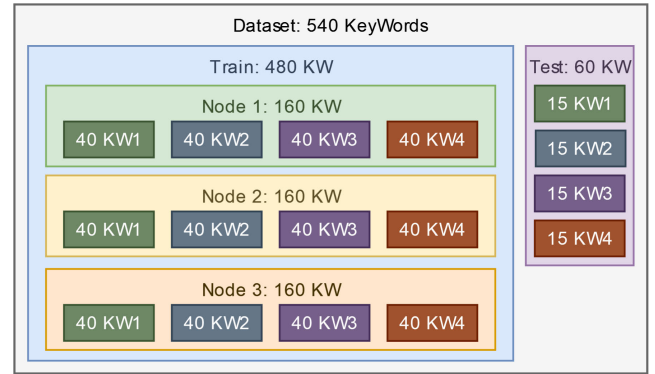 Dataset: 540 KeyWords
Train: 480 KW
Node 1: 160 KW
40 KW1 40 KW2 40 KW3 40 KW4
Node 2: 160 KW
40 KW1 40 KW2 40 KW3 40 KW4
Node 3: 160 KW
40 KW1 40 KW2 40 KW3 40 KW4
Test: 60 KW
15 KW1
15 KW2
15 KW3
15 KW4